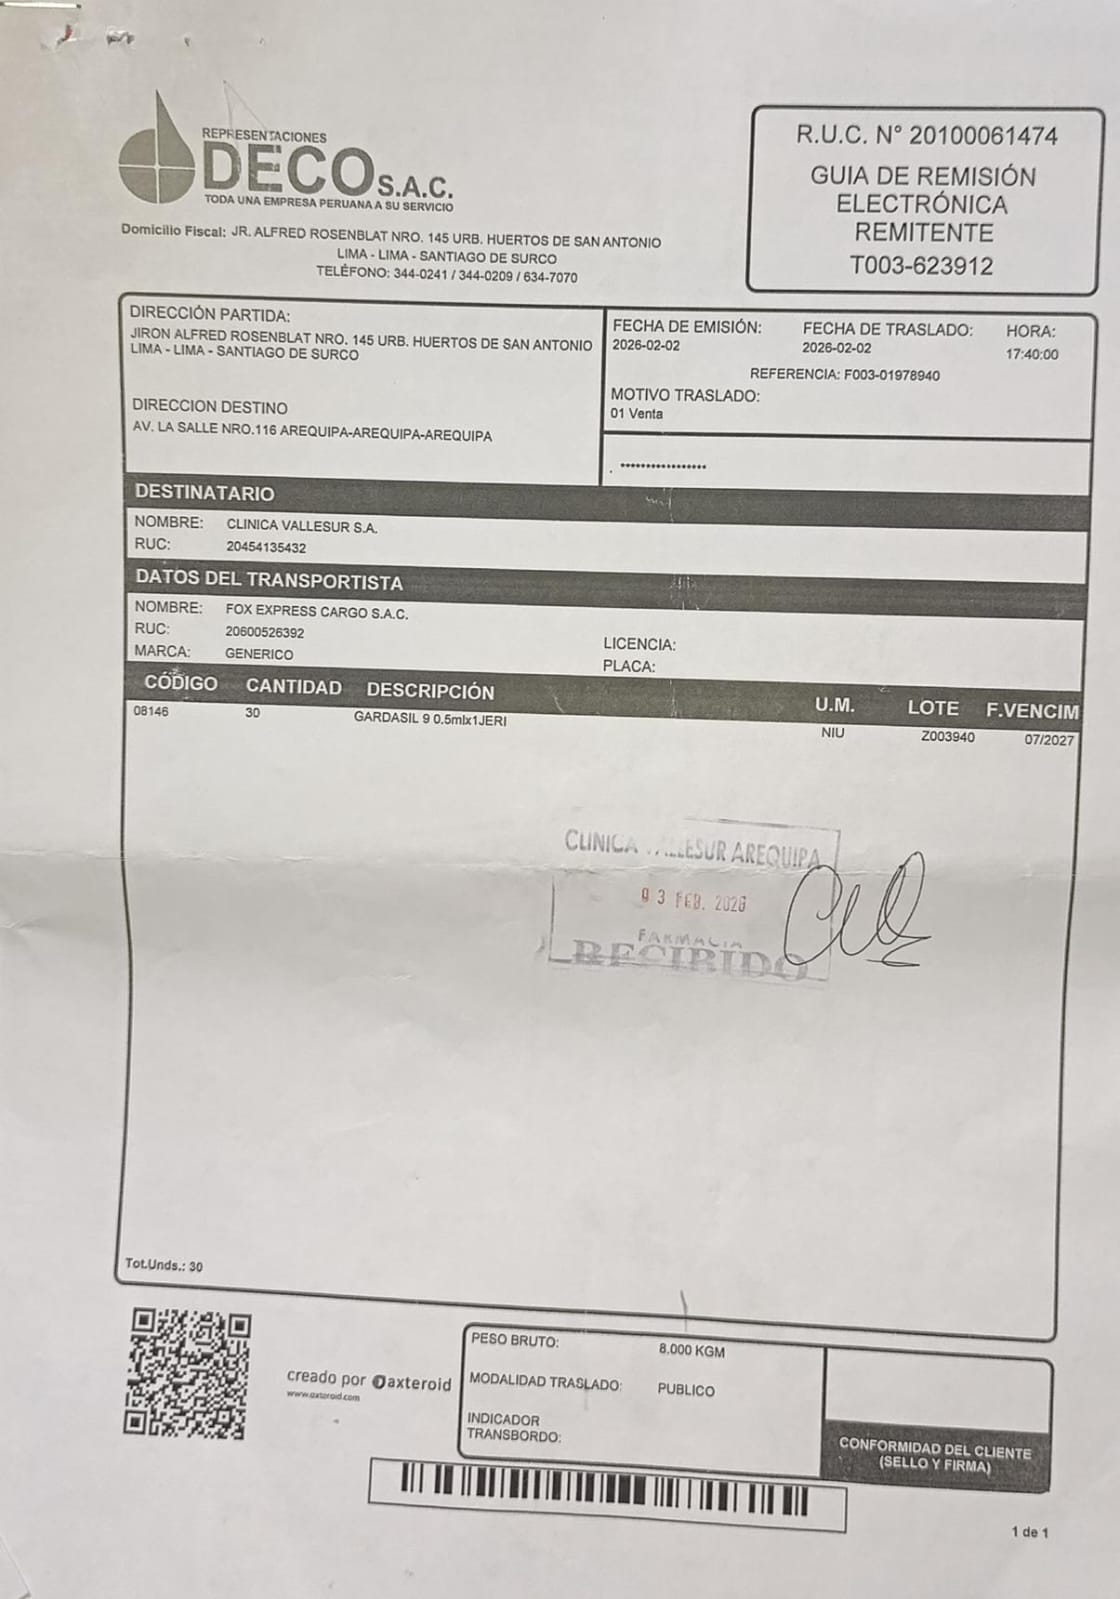 REPRESENTACIONES
DECO S.A.C.
TODA UNA EMPRESA PERUANA A SU SERVICIO
Domicilio Fiscal: JR. ALFRED ROSENBLAT NRO. 145 URB. HUERTOS DE SAN ANTONIO
LIMA - LIMA - SANTIAGO DE SURCO
TELÉFONO: 344-0241 / 344-0209 / 634-7070
R.U.C. N° 20100061474
GUIA DE REMISIÓN
ELECTRÓNICA
REMITENTE
T003-623912
DIRECCIÓN PARTIDA:
JIRON ALFRED ROSENBLAT NRO. 145 URB. HUERTOS DE SAN ANTONIO
LIMA - LIMA - SANTIAGO DE SURCO
DIRECCION DESTINO
AV. LA SALLE NRO.116 AREQUIPA-AREQUIPA-AREQUIPA
FECHA DE EMISIÓN: FECHA DE TRASLADO: HORA:
2026-02-02 2026-02-02 17:40:00
REFERENCIA: F003-01978940
MOTIVO TRASLADO:
01 Venta
. ******************
DESTINATARIO
NOMBRE: CLINICA VALLESUR S.A.
RUC: 20454135432
DATOS DEL TRANSPORTISTA
NOMBRE: FOX EXPRESS CARGO S.A.C.
RUC: 20600526392
MARCA: GENERICO
LICENCIA:
PLACA:
CÓDIGO CANTIDAD DESCRIPCIÓN U.M. LOTE F.VENCIM
08146 30 GARDASIL 9 0.5mlx1JERI NIU Z003940 07/2027
CLINICA VALLESUR AREQUIPA
03 FEB. 2026
FARMACIA
RECIBIDO
Tot.Unds.: 30
creado por axteroid
www.axteroid.com
PESO BRUTO: 8.000 KGM
MODALIDAD TRASLADO: PUBLICO
INDICADOR
TRANSBORDO:
CONFORMIDAD DEL CLIENTE
(SELLO Y FIRMA)
1 de 1